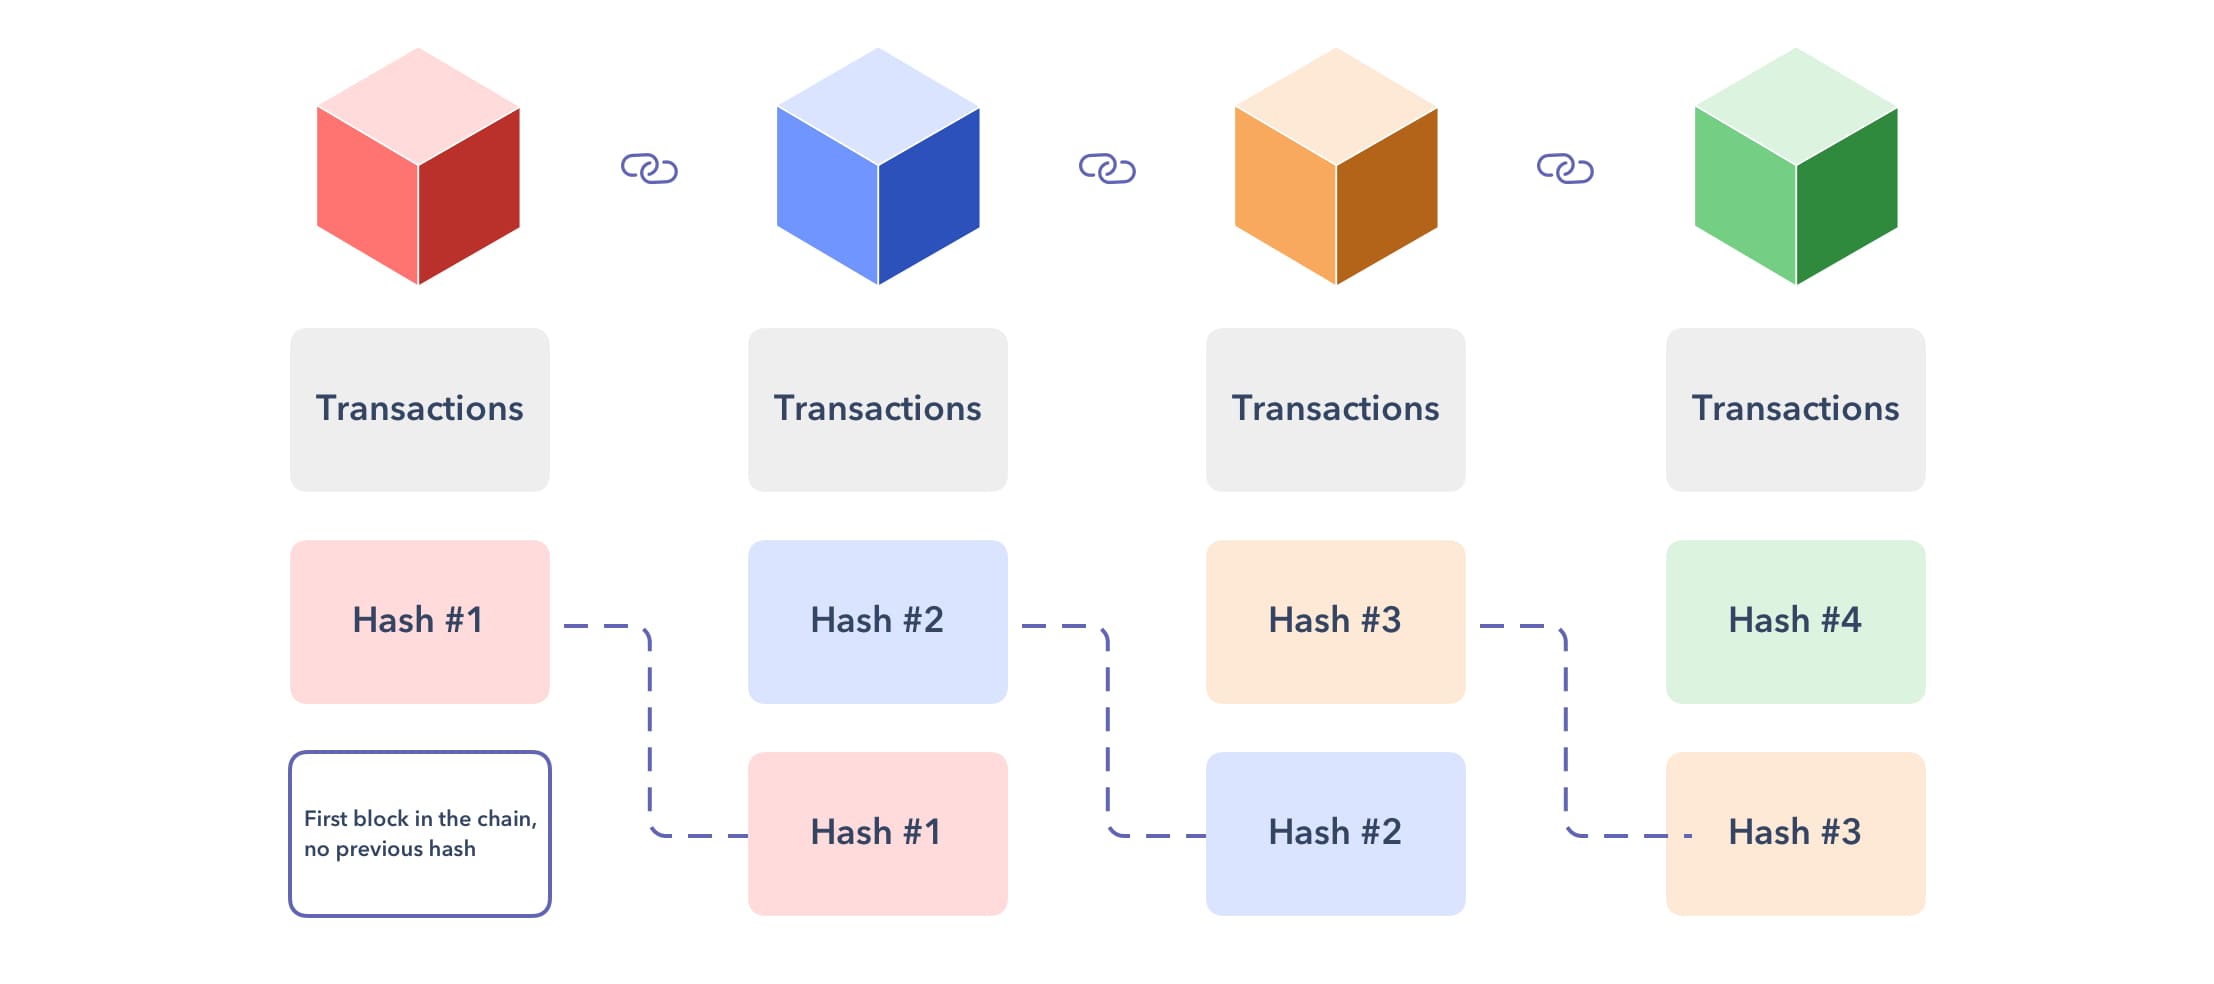 Transactions
Transactions
Transactions
Transactions
Hash #1
Hash #2
Hash #3
Hash #4
First block in the chain,
no previous hash
Hash #1
Hash #2
Hash #3